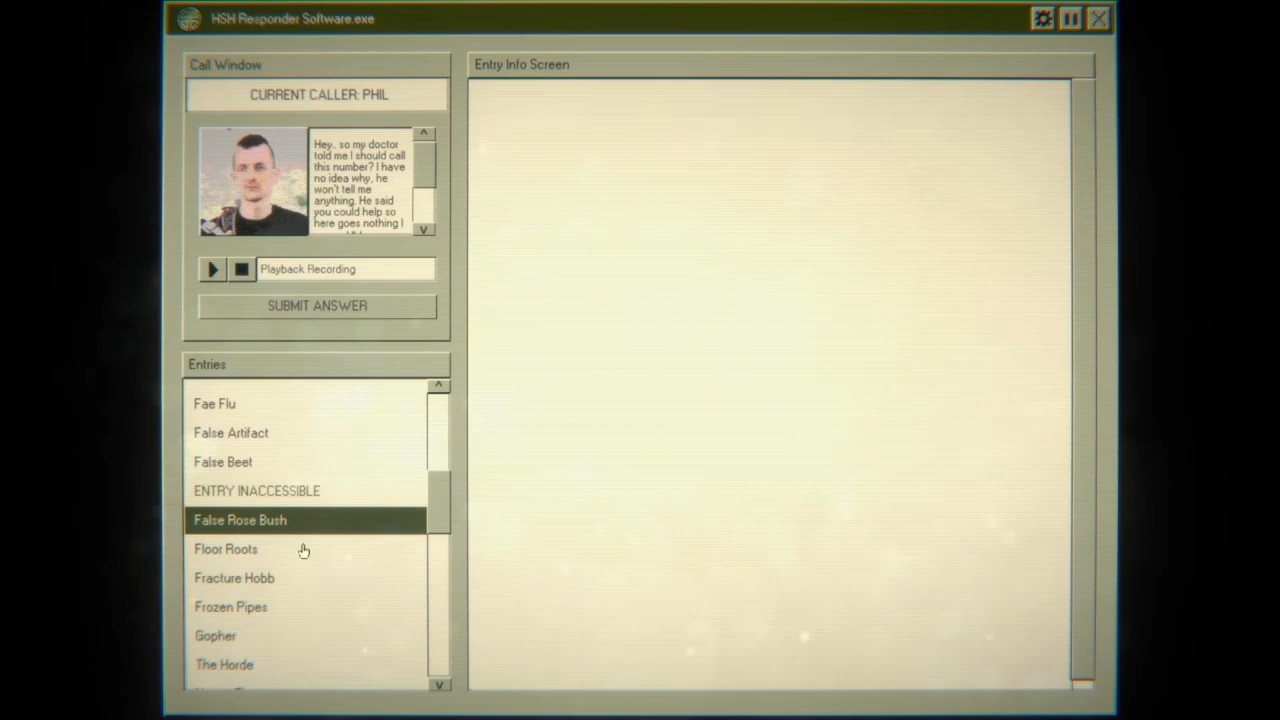 HSH Responder Software.exe
Call Window
CURRENT CALLER: PHIL
Hey, so my doctor
told me I should call
this number? I have
no idea why, he
won't tell me
anything. He said
you could help so
here goes nothing I
Playback Recording
SUBMIT ANSWER
Entries
Fae Flu
False Artifact
False Beet
ENTRY INACCESSIBLE
False Rose Bush
Floor Roots
Fracture Hobb
Frozen Pipes
Gopher
The Horde
Entry Info Screen